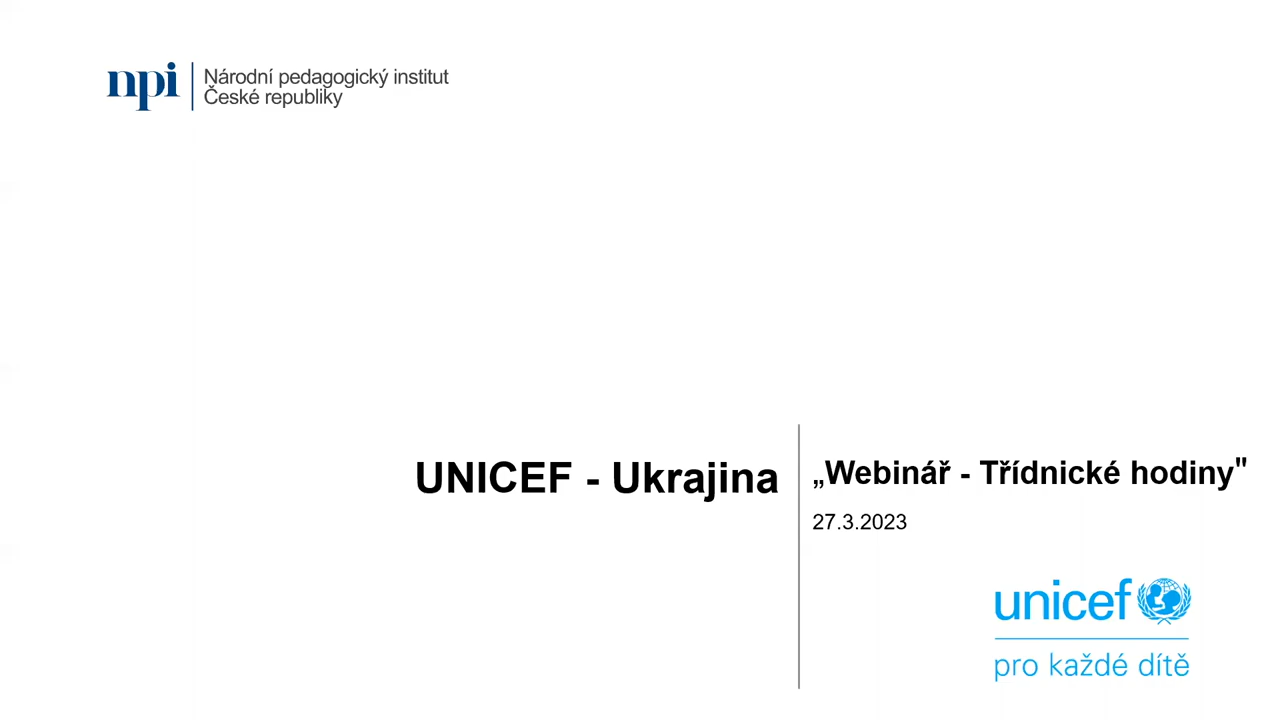 npi
Národní pedagogický institut
České republiky
UNICEF - Ukrajina
„Webinář - Třídnické hodiny"
27.3.2023
unicef
pro každé dítě